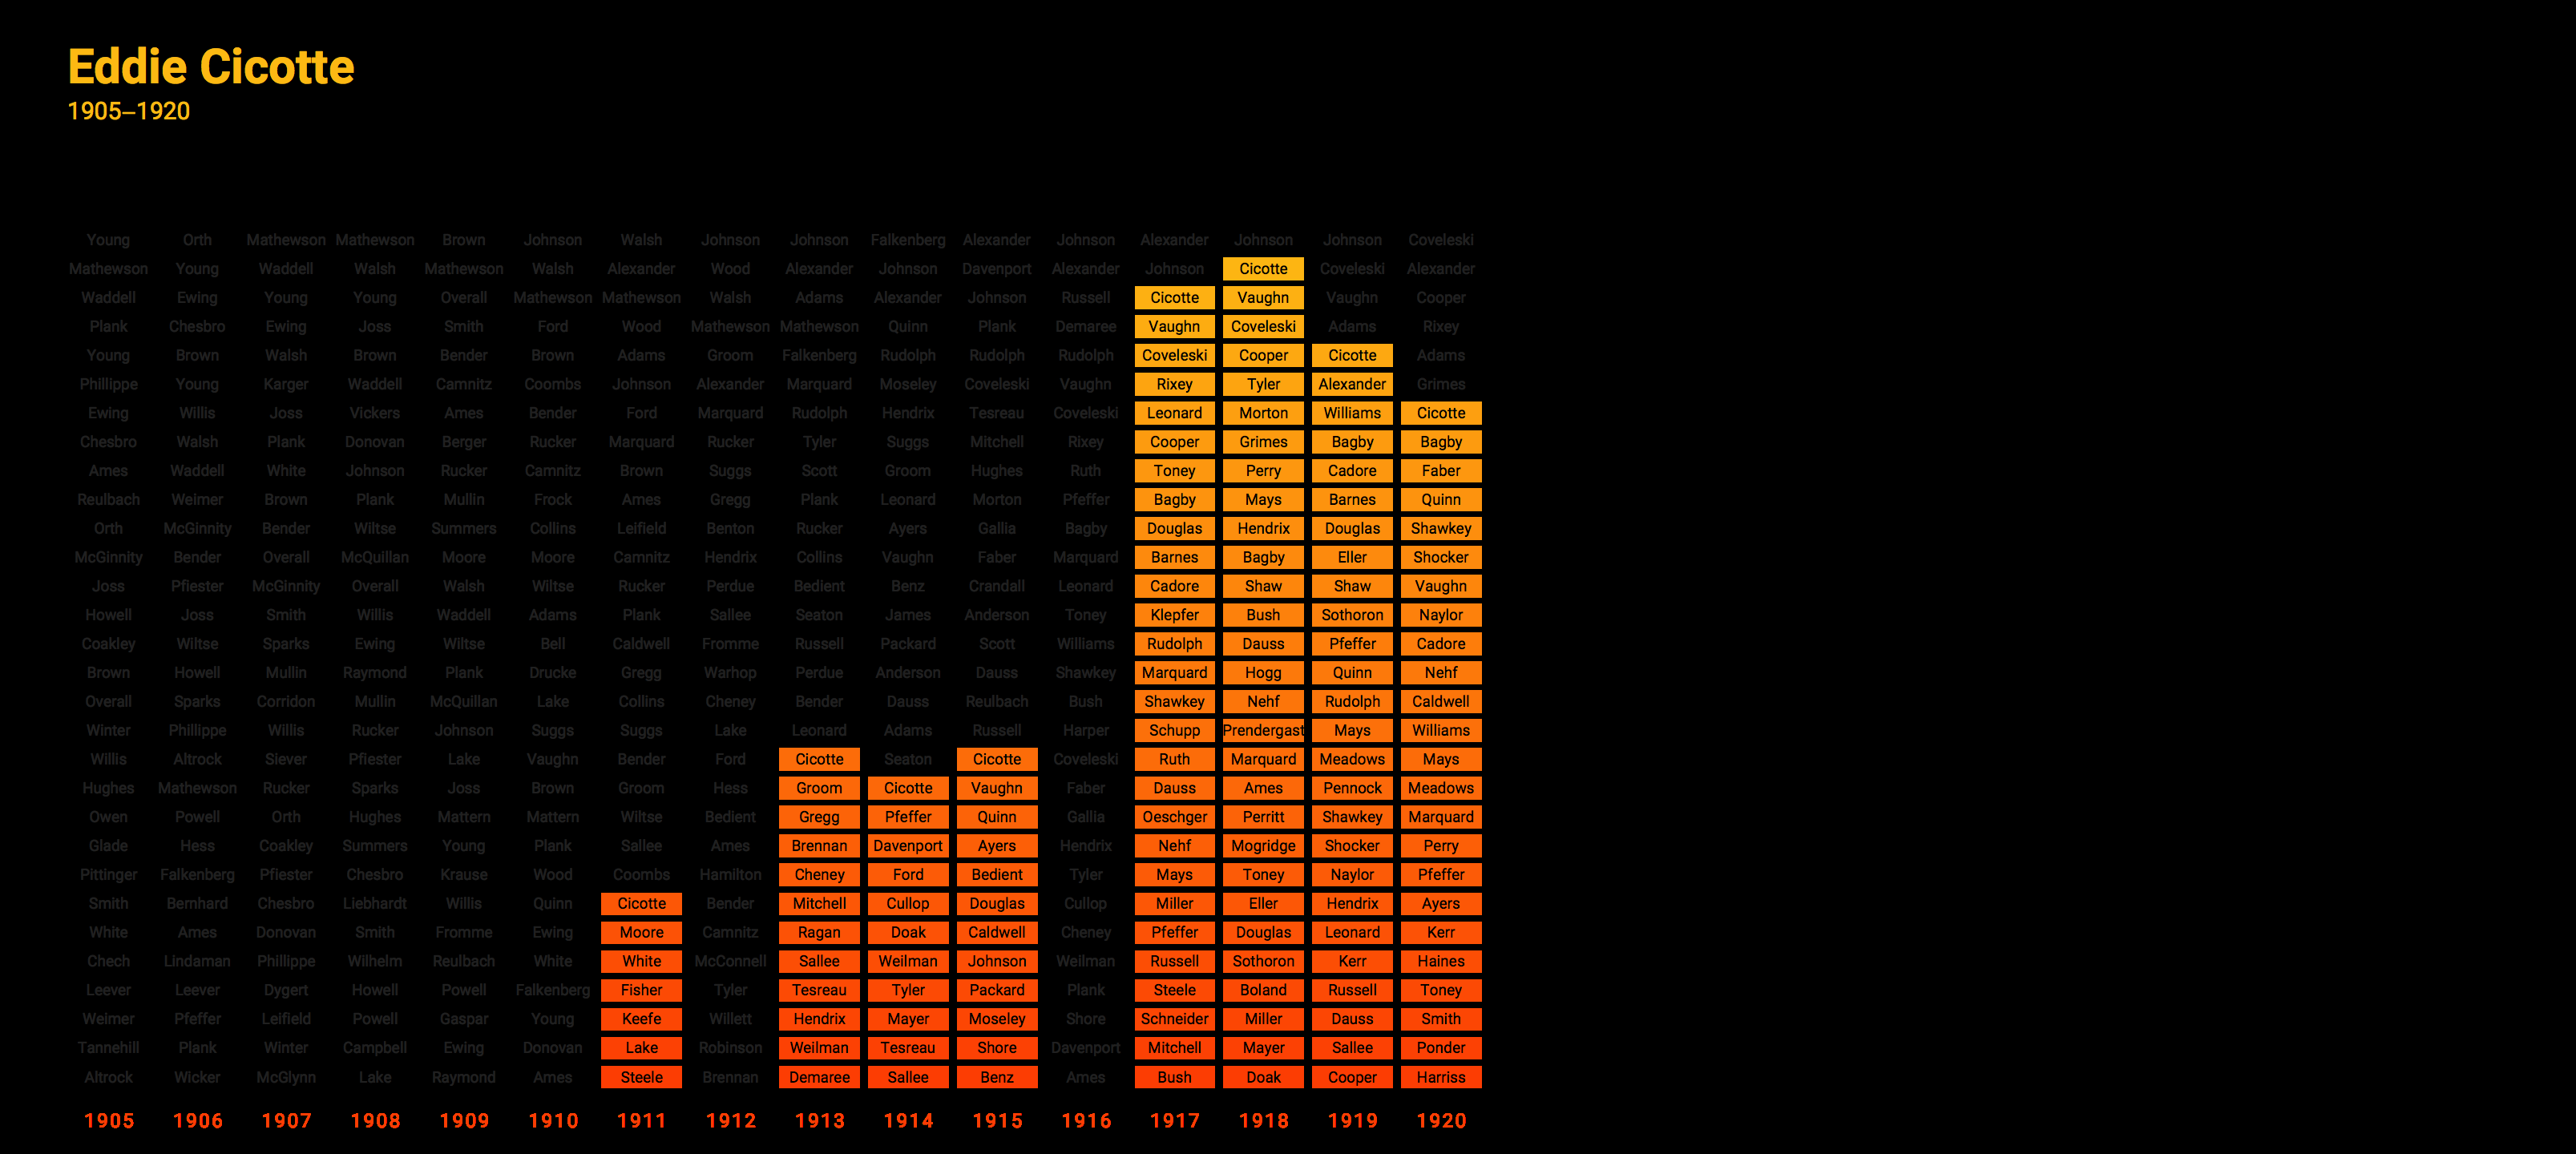 Eddie Cicotte
1905–1920
Young Orth Mathewson Mathewson Brown Johnson Walsh Johnson Johnson Falkenberg Alexander Johnson Alexander Johnson Johnson Coveleski
Mathewson Young Waddell Walsh Mathewson Walsh Alexander Wood Alexander Johnson Davenport Alexander Johnson Cicotte Coveleski Alexander
Waddell Ewing Young Young Overall Mathewson Mathewson Walsh Adams Alexander Johnson Russell Cicotte Vaughn Vaughn Cooper
Plank Chesbro Ewing Joss Smith Ford Wood Mathewson Mathewson Quinn Plank Demaree Vaughn Coveleski Adams Rixey
Young Brown Walsh Brown Bender Brown Adams Groom Falkenberg Rudolph Rudolph Rudolph Coveleski Cooper Cicotte Adams
Phillippe Young Karger Waddell Camnitz Coombs Johnson Alexander Marquard Moseley Coveleski Vaughn Rixey Tyler Alexander Grimes
Ewing Willis Joss Vickers Ames Bender Ford Marquard Rudolph Hendrix Tesreau Coveleski Leonard Morton Williams Cicotte
Chesbro Walsh Plank Donovan Berger Rucker Marquard Rucker Tyler Suggs Mitchell Rixey Cooper Grimes Bagby Bagby
Ames Waddell White Johnson Rucker Camnitz Brown Suggs Scott Groom Hughes Ruth Toney Perry Cadore Faber
Reulbach Weimer Brown Plank Mullin Frock Ames Gregg Plank Leonard Morton Pfeffer Bagby Mays Barnes Quinn
Orth McGinnity Bender Wiltse Summers Collins Leifield Benton Rucker Ayers Gallia Bagby Douglas Hendrix Douglas Shawkey
McGinnity Bender Overall McQuillan Moore Moore Camnitz Hendrix Collins Vaughn Faber Marquard Barnes Bagby Eller Shocker
Joss Pfiester McGinnity Overall Walsh Wiltse Rucker Perdue Bedient Benz Crandall Leonard Cadore Shaw Shaw Vaughn
Howell Joss Smith Willis Waddell Adams Plank Sallee Seaton James Anderson Toney Klepfer Bush Sothoron Naylor
Coakley Wiltse Sparks Ewing Wiltse Bell Caldwell Fromme Russell Packard Scott Williams Rudolph Dauss Pfeffer Cadore
Brown Howell Mullin Raymond Plank Drucke Gregg Warhop Perdue Anderson Dauss Shawkey Marquard Hogg Quinn Nehf
Overall Sparks Corridon Mullin McQuillan Lake Collins Cheney Bender Dauss Reulbach Bush Shawkey Nehf Rudolph Caldwell
Winter Phillippe Willis Rucker Johnson Suggs Suggs Lake Leonard Adams Russell Harper Schupp Prendergast Mays Williams
Willis Altrock Siever Pfiester Lake Vaughn Bender Ford Cicotte Seaton Cicotte Coveleski Ruth Marquard Meadows Mays
Hughes Mathewson Rucker Sparks Joss Brown Groom Hess Groom Cicotte Vaughn Faber Dauss Ames Pennock Meadows
Owen Powell Orth Hughes Mattern Mattern Wiltse Bedient Gregg Pfeffer Quinn Gallia Oeschger Perritt Shawkey Marquard
Glade Hess Coakley Summers Young Plank Sallee Ames Brennan Davenport Ayers Hendrix Nehf Mogridge Shocker Perry
Pittinger Falkenberg Pfiester Chesbro Krause Wood Coombs Hamilton Cheney Ford Bedient Tyler Mays Toney Naylor Pfeffer
Smith Bernhard Chesbro Liebhardt Willis Quinn Cicotte Bender Mitchell Cullop Douglas Cullop Miller Eller Hendrix Ayers
White Ames Donovan Smith Fromme Ewing Moore Camnitz Ragan Doak Caldwell Cheney Pfeffer Douglas Leonard Kerr
Chech Lindaman Phillippe Wilhelm Reulbach White White McConnell Sallee Weilman Johnson Weilman Russell Sothoron Kerr Haines
Leever Leever Dygert Howell Powell Falkenberg Fisher Tyler Tesreau Tyler Packard Plank Steele Boland Russell Toney
Weimer Pfeffer Leifield Powell Gaspar Young Keefe Willett Hendrix Mayer Moseley Shore Schneider Miller Dauss Smith
Tannehill Plank Winter Campbell Ewing Donovan Lake Robinson Weilman Tesreau Shore Davenport Mitchell Mayer Sallee Ponder
Altrock Wicker McGlynn Lake Raymond Ames Steele Brennan Demaree Sallee Benz Ames Bush Doak Cooper Harriss
1905 1906 1907 1908 1909 1910 1911 1912 1913 1914 1915 1916 1917 1918 1919 1920